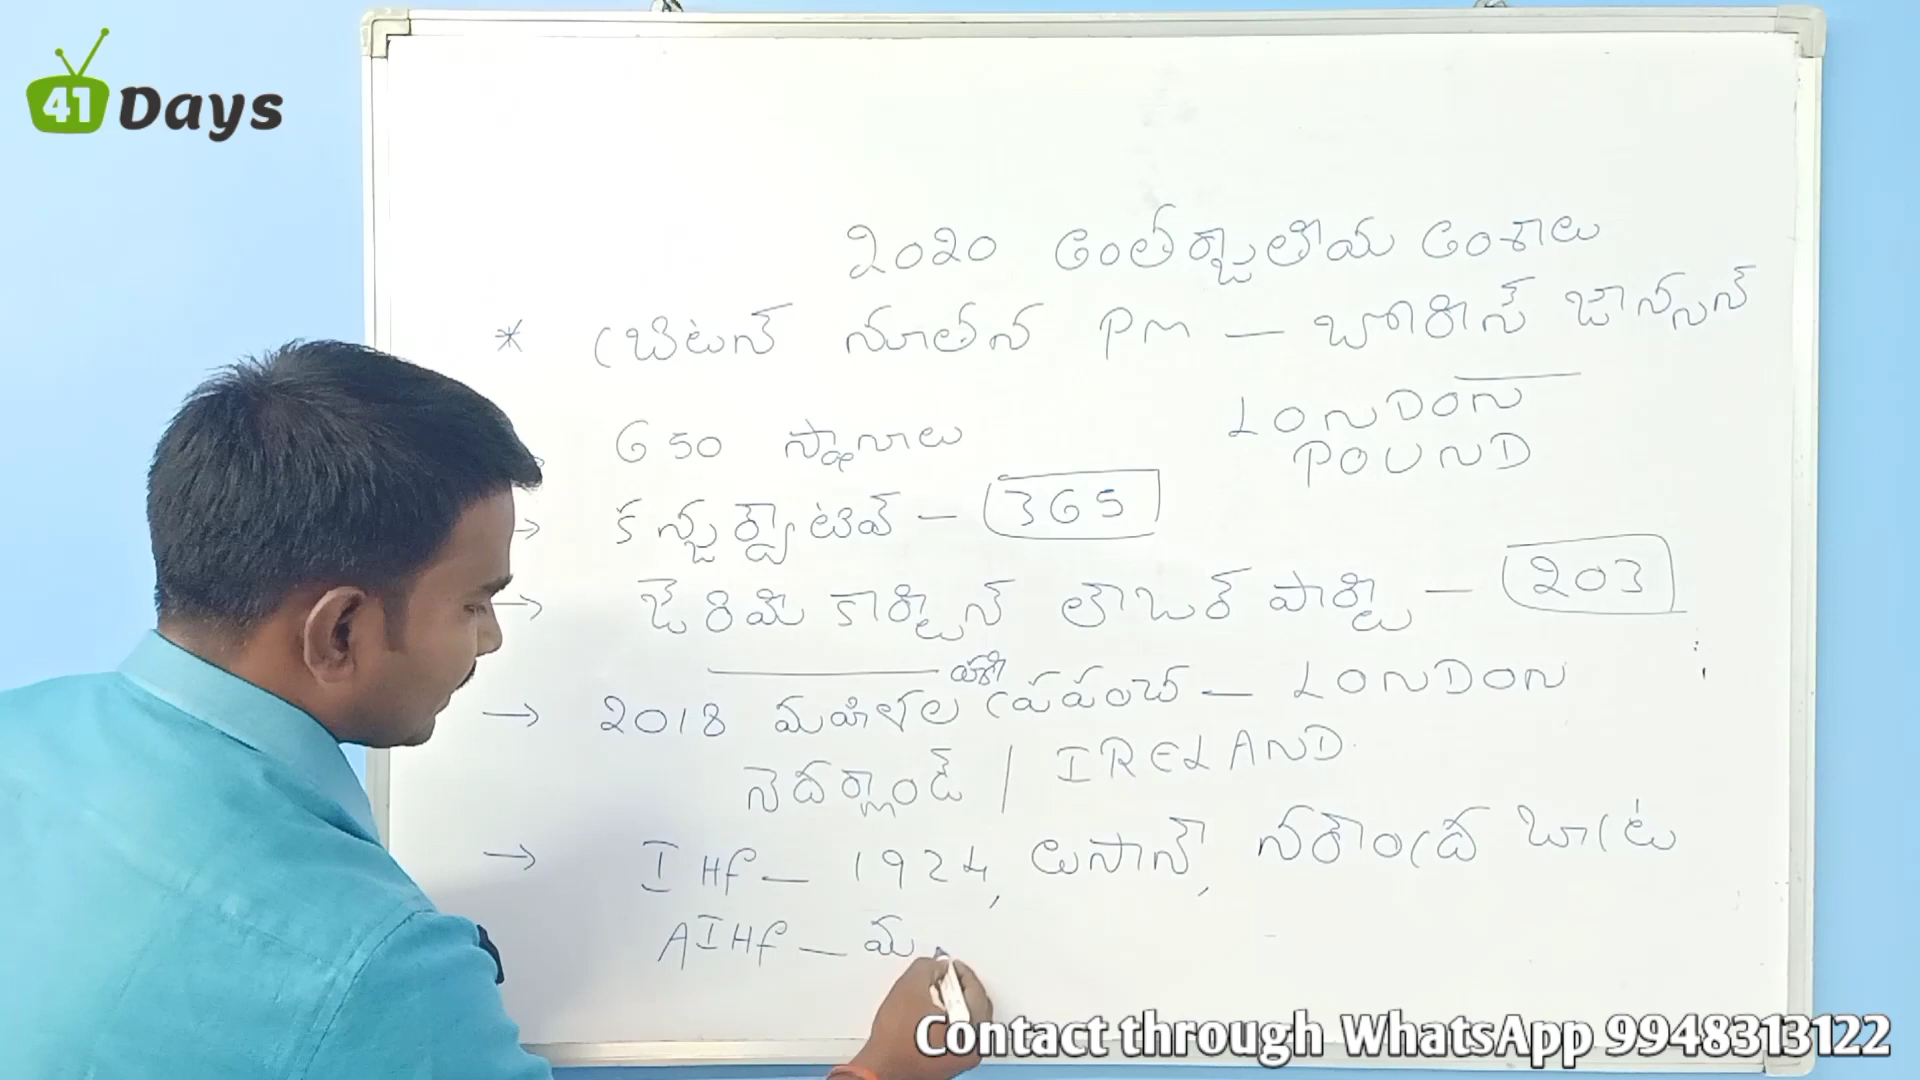 41 Days
2020 అంతర్జాతీయ అంశాలు
* బ్రిటన్ నూతన PM — బోరిస్ జాన్సన్
LONDON
650 స్థానాలు
POUND
→ కన్జర్వ్వాటివ్ — 365
→ జెరిమి కార్బిన్ లేబర్ పార్టి — 203
→ 2018 మహిళల హాకీ ప్రపంచ — LONDON
నెదర్లాండ్ / IRELAND
→ IHf — 1924, లుసానే, నరేంద్ర బాత్ర
AIHf — మ
Contact through WhatsApp 9948313122